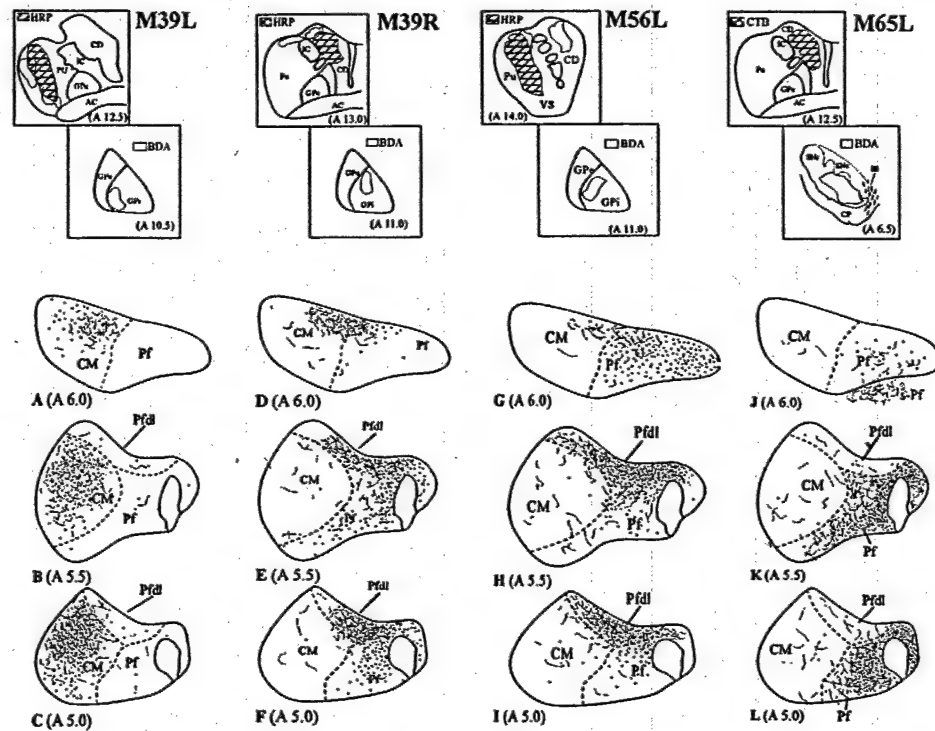 HRP M39L
CD
PU
IC
GPe
AC
(A 12.5)
BDA
GPe
GPi
(A 10.5)
HRP M39R
IC
Pu
CD
GPe
AC
(A 13.0)
BDA
GPe
GPi
(A 11.0)
HRP M56L
Pu
CD
VS
(A 14.0)
BDA
GPe
GPi
(A 11.0)
CTB M65L
CD
IC
Pu
GPe
AC
(A 12.5)
BDA
CP
(A 6.5)
CM Pf
A (A 6.0)
CM Pf
D (A 6.0)
CM Pf
G (A 6.0)
CM Pf
Pf
J (A 6.0)
Pfdl
CM
Pf
B (A 5.5)
Pfdl
CM
Pf
E (A 5.5)
Pfdl
CM
Pf
H (A 5.5)
Pfdl
CM
Pf
K (A 5.5)
Pfdl
CM Pf
C (A 5.0)
Pfdl
CM
Pf
F (A 5.0)
Pfdl
CM
Pf
I (A 5.0)
Pfdl
CM
Pf
L (A 5.0)